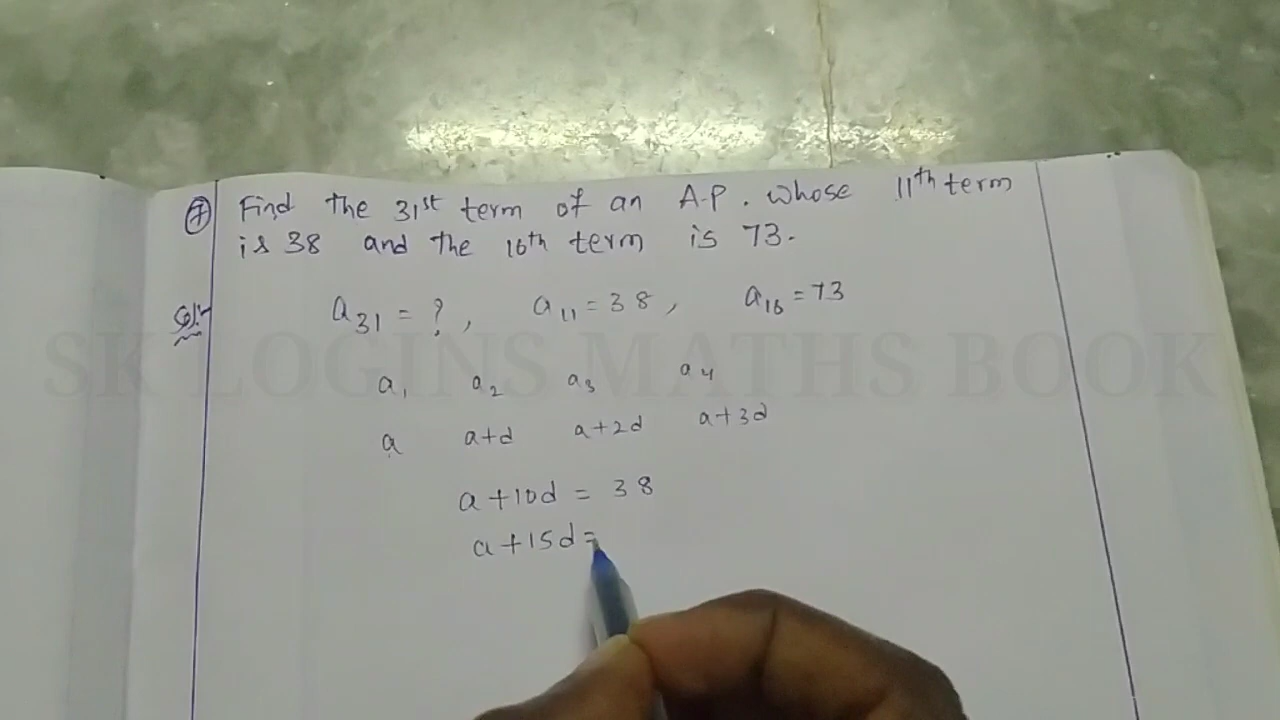 7 Find the 31st term of an A.P. whose 11th term
is 38 and the 16th term is 73.
Sol:- a₃₁ = ?, a₁₁ = 38, a₁₆ = 73
SK LOGINS MATHS BOOK
a₁ a₂ a₃ a₄
a a+d a+2d a+3d
a+10d = 38
a+15d =